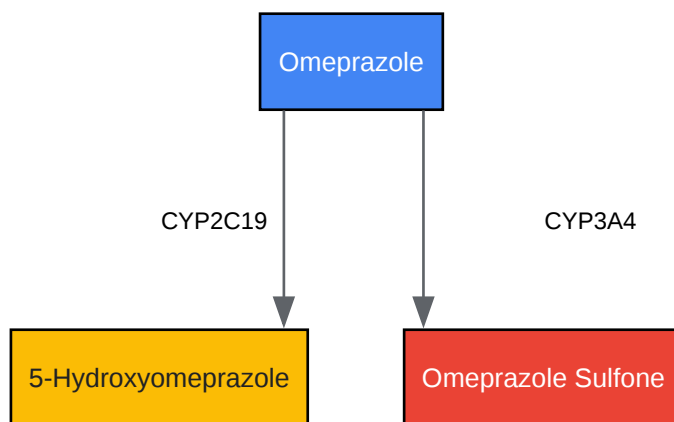 Omeprazole
CYP2C19
CYP3A4
5-Hydroxyomeprazole
Omeprazole Sulfone